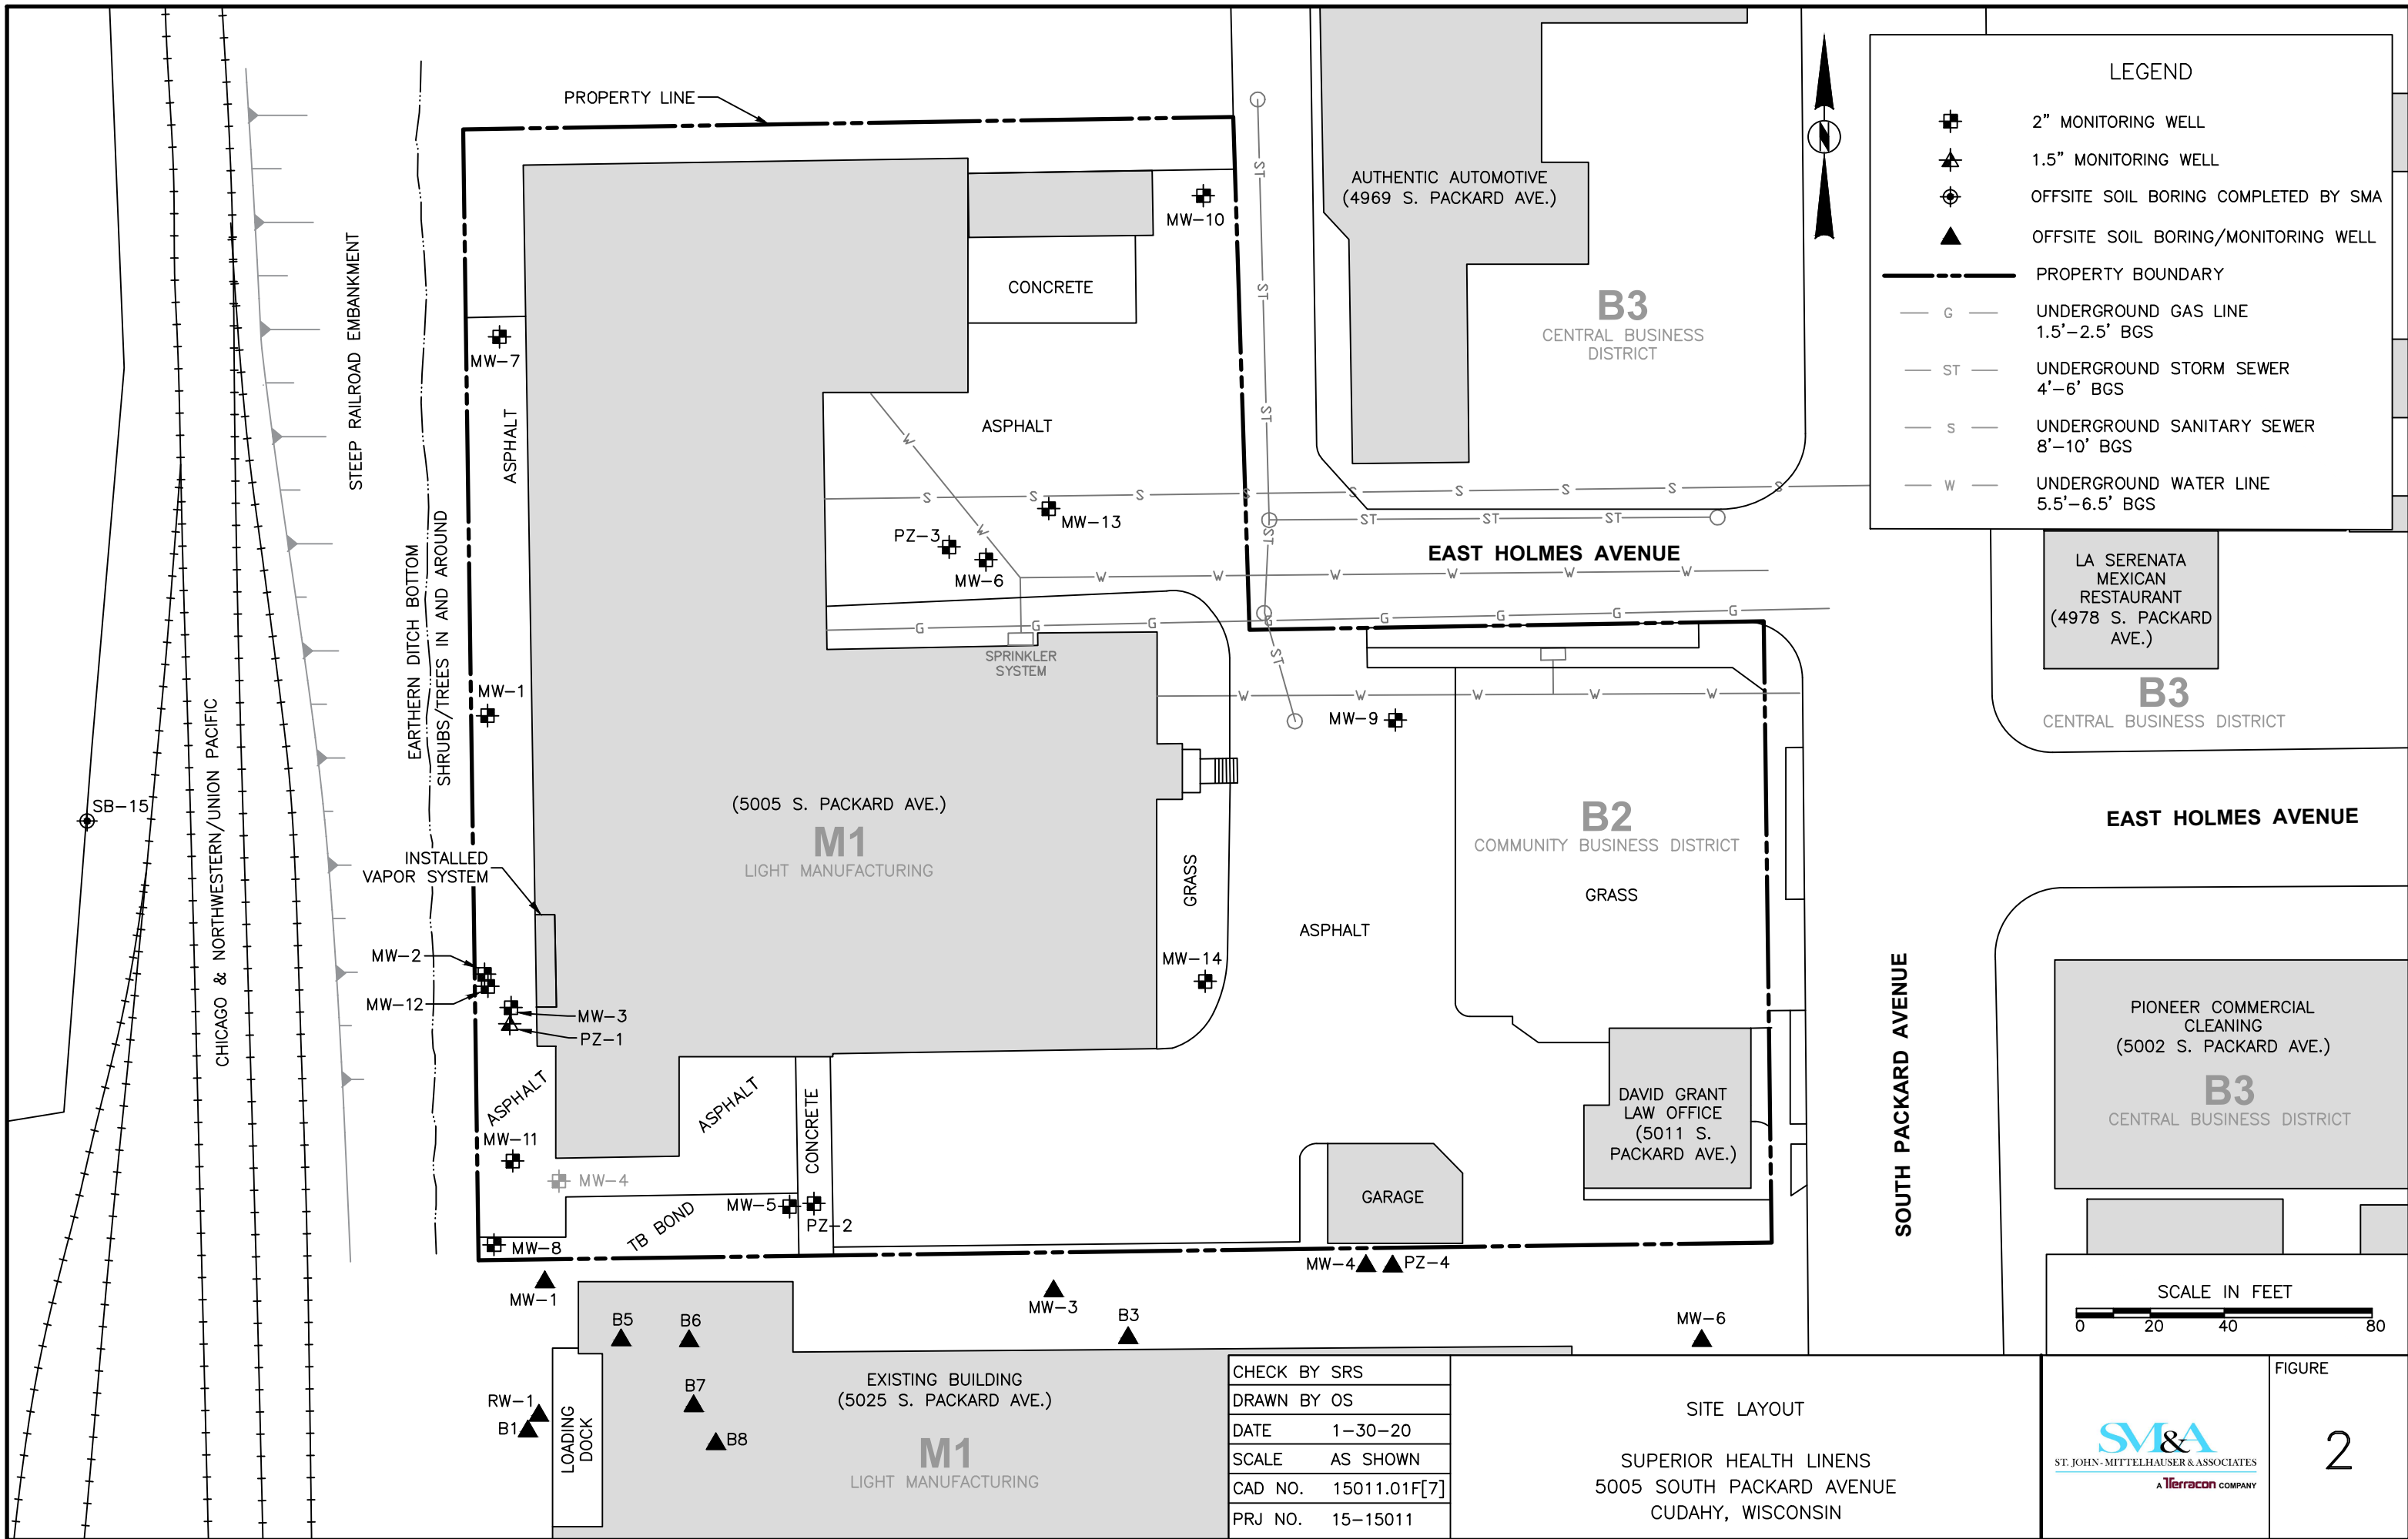 PROPERTY LINE
STEEP RAILROAD EMBANKMENT
EARTHERN DITCH BOTTOM
SHRUBS/TREES IN AND AROUND
CHICAGO & NORTHWESTERN/UNION PACIFIC
SB-15
MW-7
ASPHALT
MW-1
INSTALLED
VAPOR SYSTEM
MW-2
MW-12
MW-3
PZ-1
ASPHALT
MW-11
MW-4
MW-8
TB BOND
ASPHALT
CONCRETE
MW-5
PZ-2
MW-10
CONCRETE
ASPHALT
W
W
S
S
S
S
S
S
S
S
S
MW-13
PZ-3
MW-6
W
W
W
W
W
W
G
G
G
G
G
G
G
G
SPRINKLER
SYSTEM
ST
ST
ST
ST
ST
ST
ST
ST
W
W
W
W
W
MW-9
(5005 S. PACKARD AVE.)
M1
LIGHT MANUFACTURING
GRASS
MW-14
ASPHALT
B2
COMMUNITY BUSINESS DISTRICT
GRASS
DAVID GRANT
LAW OFFICE
(5011 S.
PACKARD AVE.)
GARAGE
AUTHENTIC AUTOMOTIVE
(4969 S. PACKARD AVE.)
B3
CENTRAL BUSINESS
DISTRICT
EAST HOLMES AVENUE
N
LEGEND
2" MONITORING WELL
1.5" MONITORING WELL
OFFSITE SOIL BORING COMPLETED BY SMA
OFFSITE SOIL BORING/MONITORING WELL
PROPERTY BOUNDARY
G
UNDERGROUND GAS LINE
1.5'-2.5' BGS
ST
UNDERGROUND STORM SEWER
4'-6' BGS
S
UNDERGROUND SANITARY SEWER
8'-10' BGS
W
UNDERGROUND WATER LINE
5.5'-6.5' BGS
LA SERENATA
MEXICAN
RESTAURANT
(4978 S. PACKARD
AVE.)
B3
CENTRAL BUSINESS DISTRICT
EAST HOLMES AVENUE
SOUTH PACKARD AVENUE
PIONEER COMMERCIAL
CLEANING
(5002 S. PACKARD AVE.)
B3
CENTRAL BUSINESS DISTRICT
SCALE IN FEET
0 20 40 80
MW-1
MW-3
B3
MW-4
PZ-4
MW-6
B5
B6
B7
B8
RW-1
B1
LOADING
DOCK
EXISTING BUILDING
(5025 S. PACKARD AVE.)
M1
LIGHT MANUFACTURING
CHECK BY SRS
DRAWN BY OS
DATE 1-30-20
SCALE AS SHOWN
CAD NO. 15011.01F[7]
PRJ NO. 15-15011
SITE LAYOUT
SUPERIOR HEALTH LINENS
5005 SOUTH PACKARD AVENUE
CUDAHY, WISCONSIN
SM&A
ST. JOHN-MITTELHAUSER & ASSOCIATES
A Terracon COMPANY
FIGURE
2